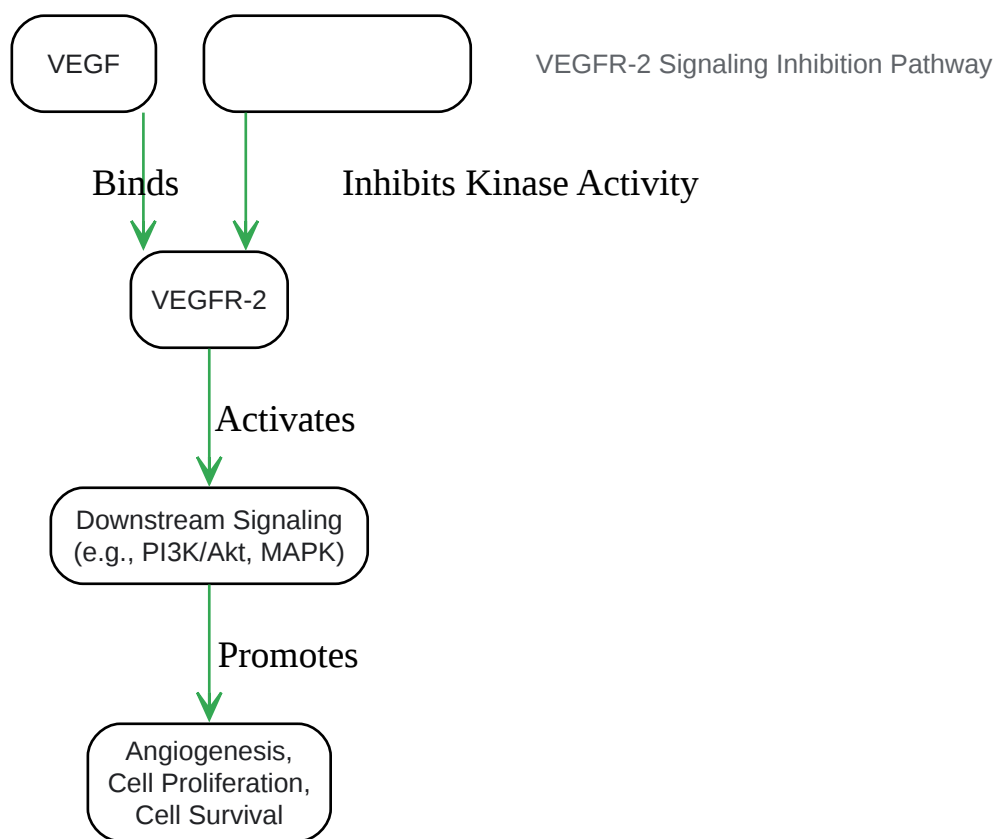 VEGF
VEGFR-2 Signaling Inhibition Pathway
Binds
Inhibits Kinase Activity
VEGFR-2
Activates
Downstream Signaling
(e.g., PI3K/Akt, MAPK)
Promotes
Angiogenesis,
Cell Proliferation,
Cell Survival